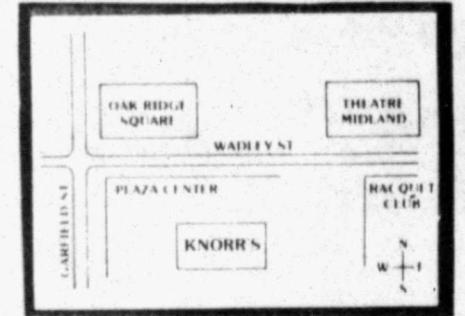 OAK RIDGE
SQUARE
THEATRE
MIDLAND
WADLEY ST
GARFIELD ST
PLAZA CENTER
RACQUET
CLUB
KNORR'S
N
W
S